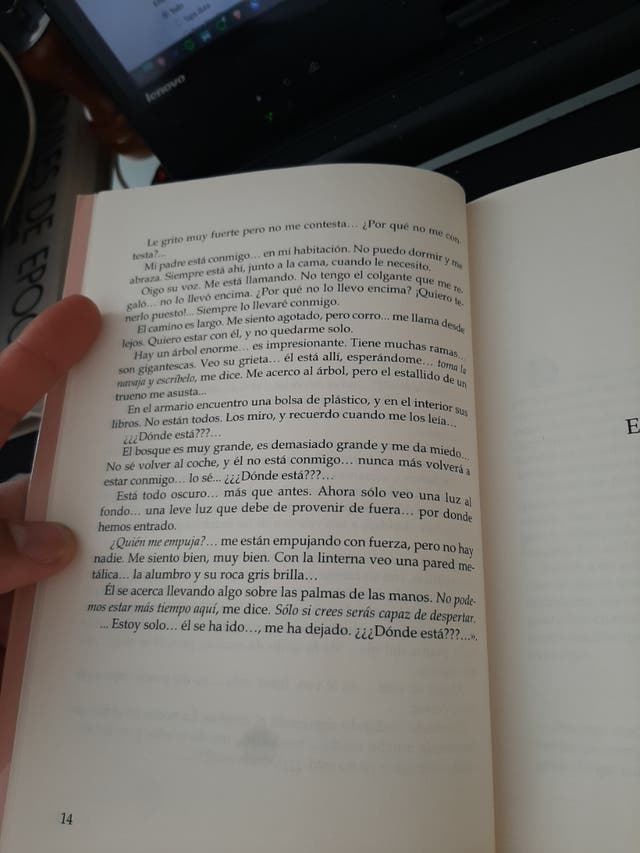 lenovo
NES DE EPOC
Le grito muy fuerte pero no me contesta... ¿Por qué no me con-
testa?...
Mi padre está conmigo... en mi habitación. No puedo dormir y me
abraza. Siempre está ahí, junto a la cama, cuando le necesito.
Oigo su voz. Me está llamando. No tengo el colgante que me re-
galó... no lo llevó encima. ¿Por qué no lo llevo encima? ¡Quiero te-
nerlo puesto!... Siempre lo llevaré conmigo.
El camino es largo. Me siento agotado, pero corro... me llama desde
lejos. Quiero estar con él, y no quedarme solo.
Hay un árbol enorme... es impresionante. Tiene muchas ramas...
son gigantescas. Veo su grieta... él está allí, esperándome... toma la
navaja y escríbelo, me dice. Me acerco al árbol, pero el estallido de un
trueno me asusta...
En el armario encuentro una bolsa de plástico, y en el interior sus
libros. No están todos. Los miro, y recuerdo cuando me los leía...
¿¿¿Dónde está???...
El bosque es muy grande, es demasiado grande y me da miedo...
No sé volver al coche, y él no está conmigo... nunca más volverá a
estar conmigo... lo sé... ¿¿¿Dónde está???...
Está todo oscuro... más que antes. Ahora sólo veo una luz al
fondo... una leve luz que debe de provenir de fuera... por donde
hemos entrado.
¿Quién me empuja?... me están empujando con fuerza, pero no hay
nadie. Me siento bien, muy bien. Con la linterna veo una pared me-
tálica... la alumbro y su roca gris brilla...
Él se acerca llevando algo sobre las palmas de las manos. No pode-
mos estar más tiempo aquí, me dice. Sólo si crees serás capaz de despertar.
... Estoy solo... él se ha ido..., me ha dejado. ¿¿¿Dónde está???...».
14
E